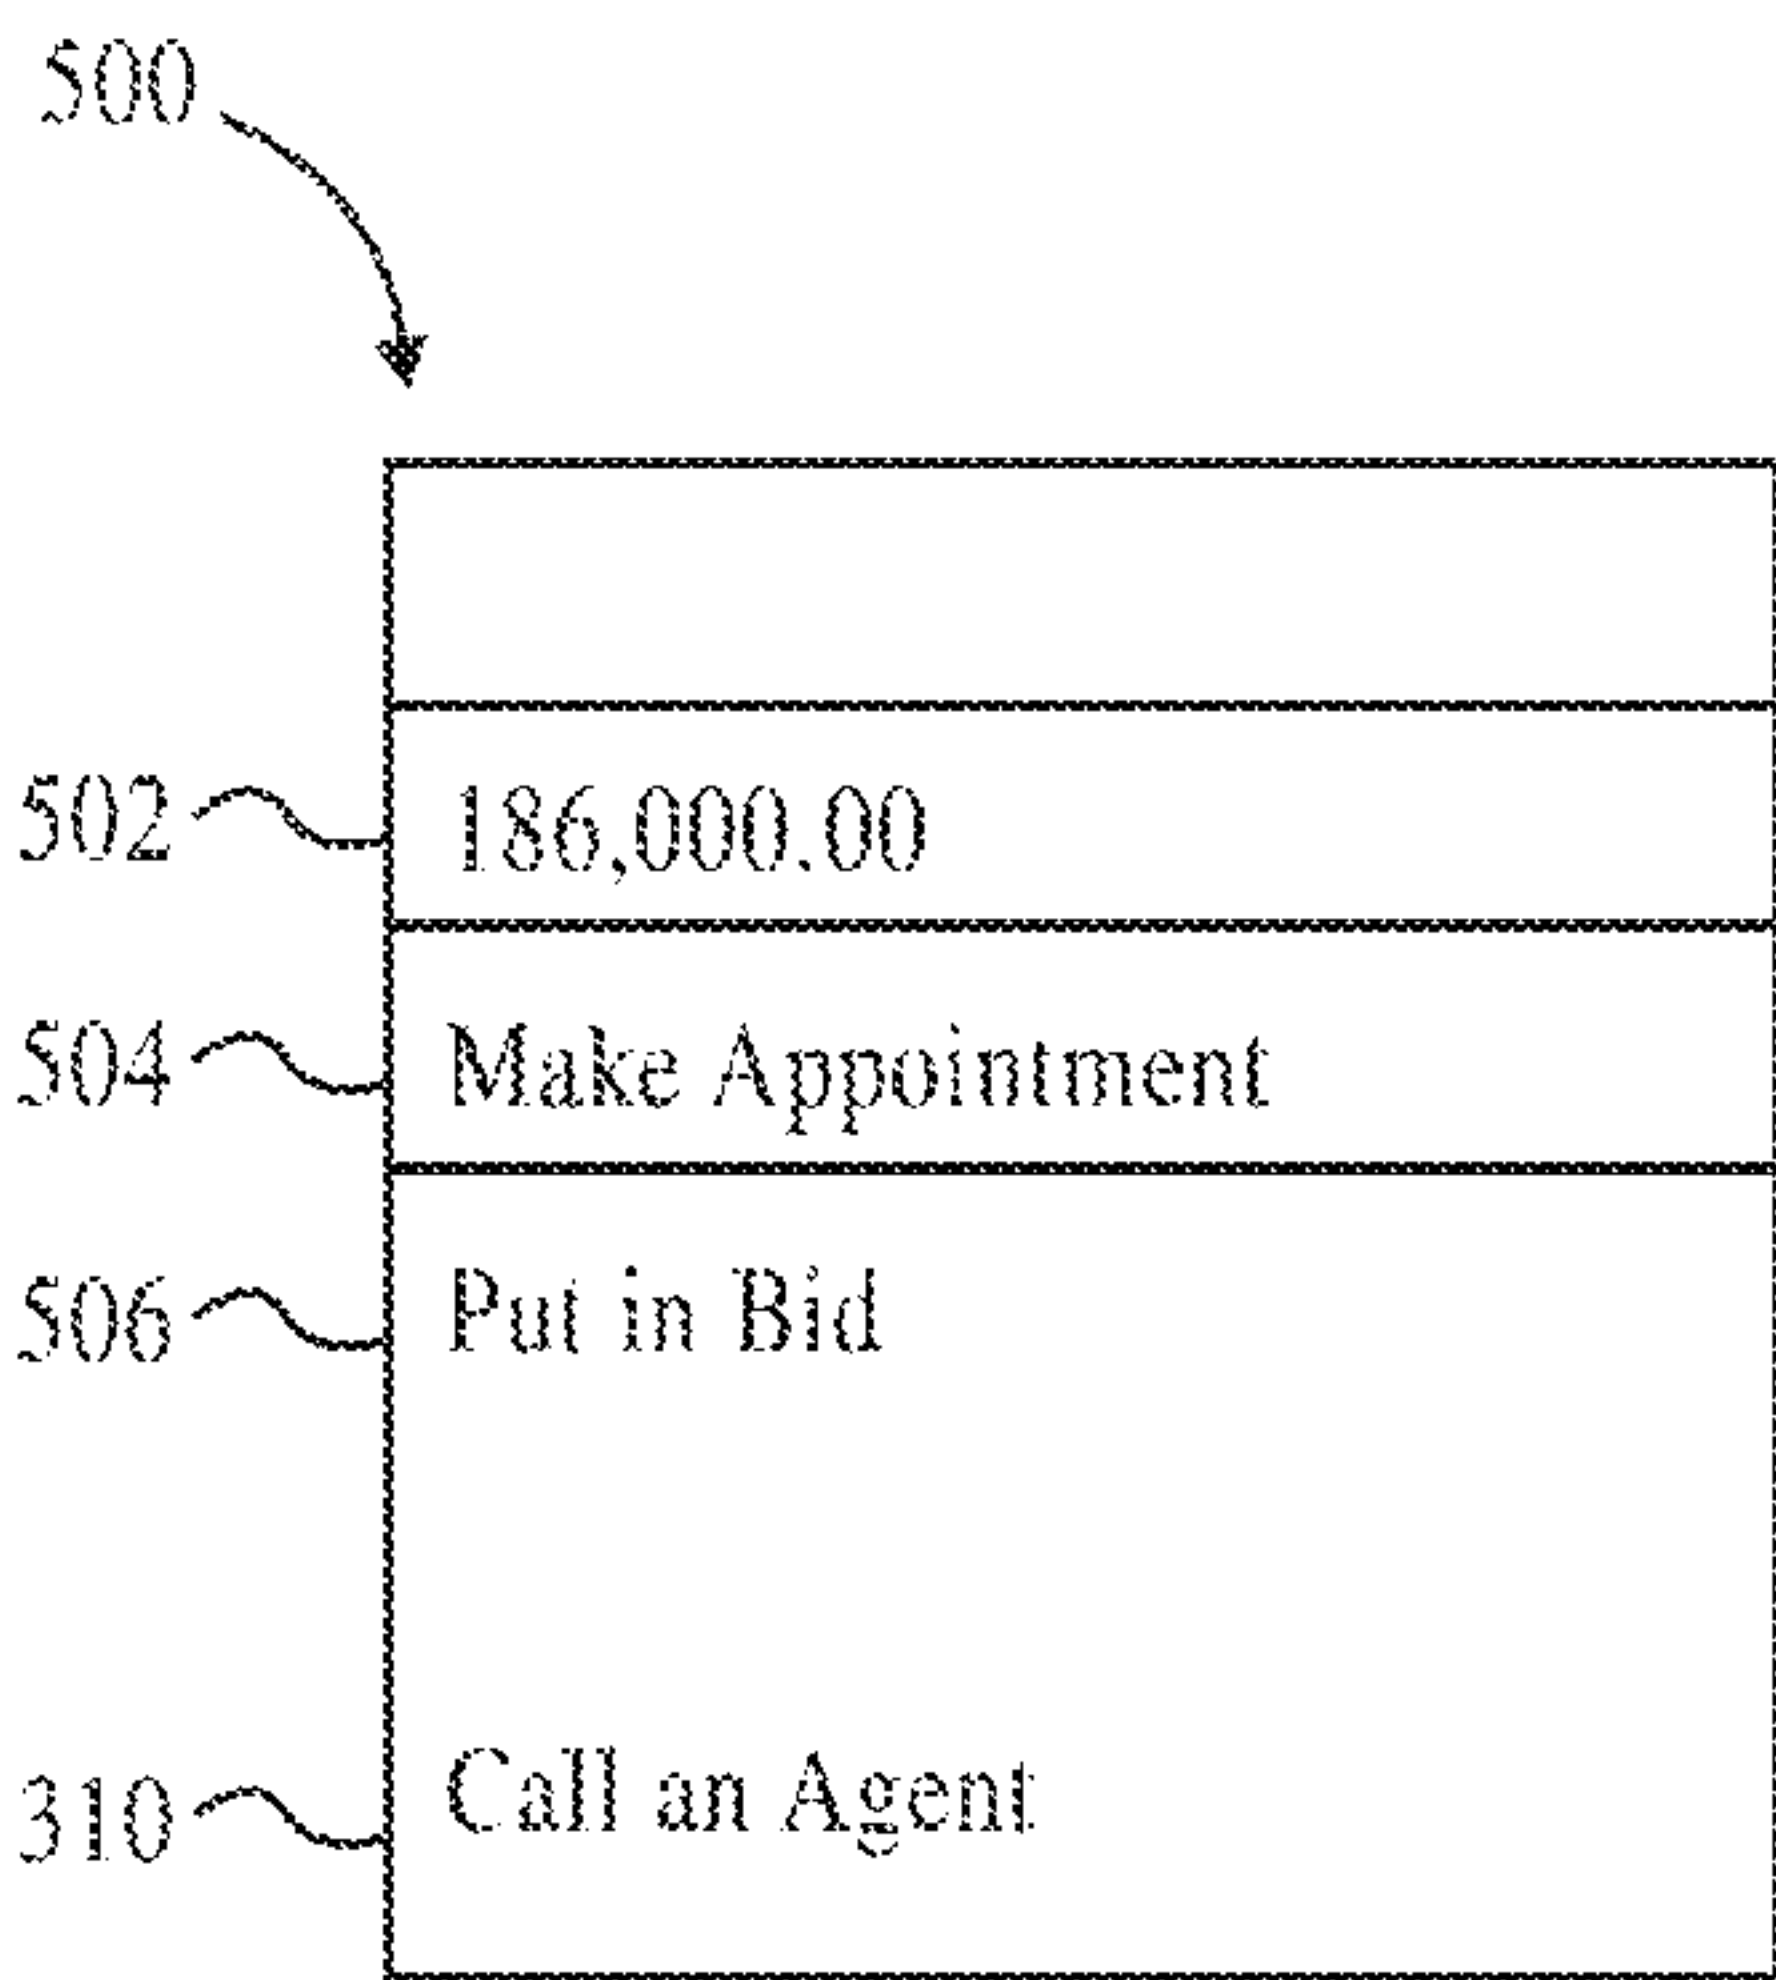 500
502 186,000.00
504 Make Appointment
506 Put in Bid
310 Call an Agent